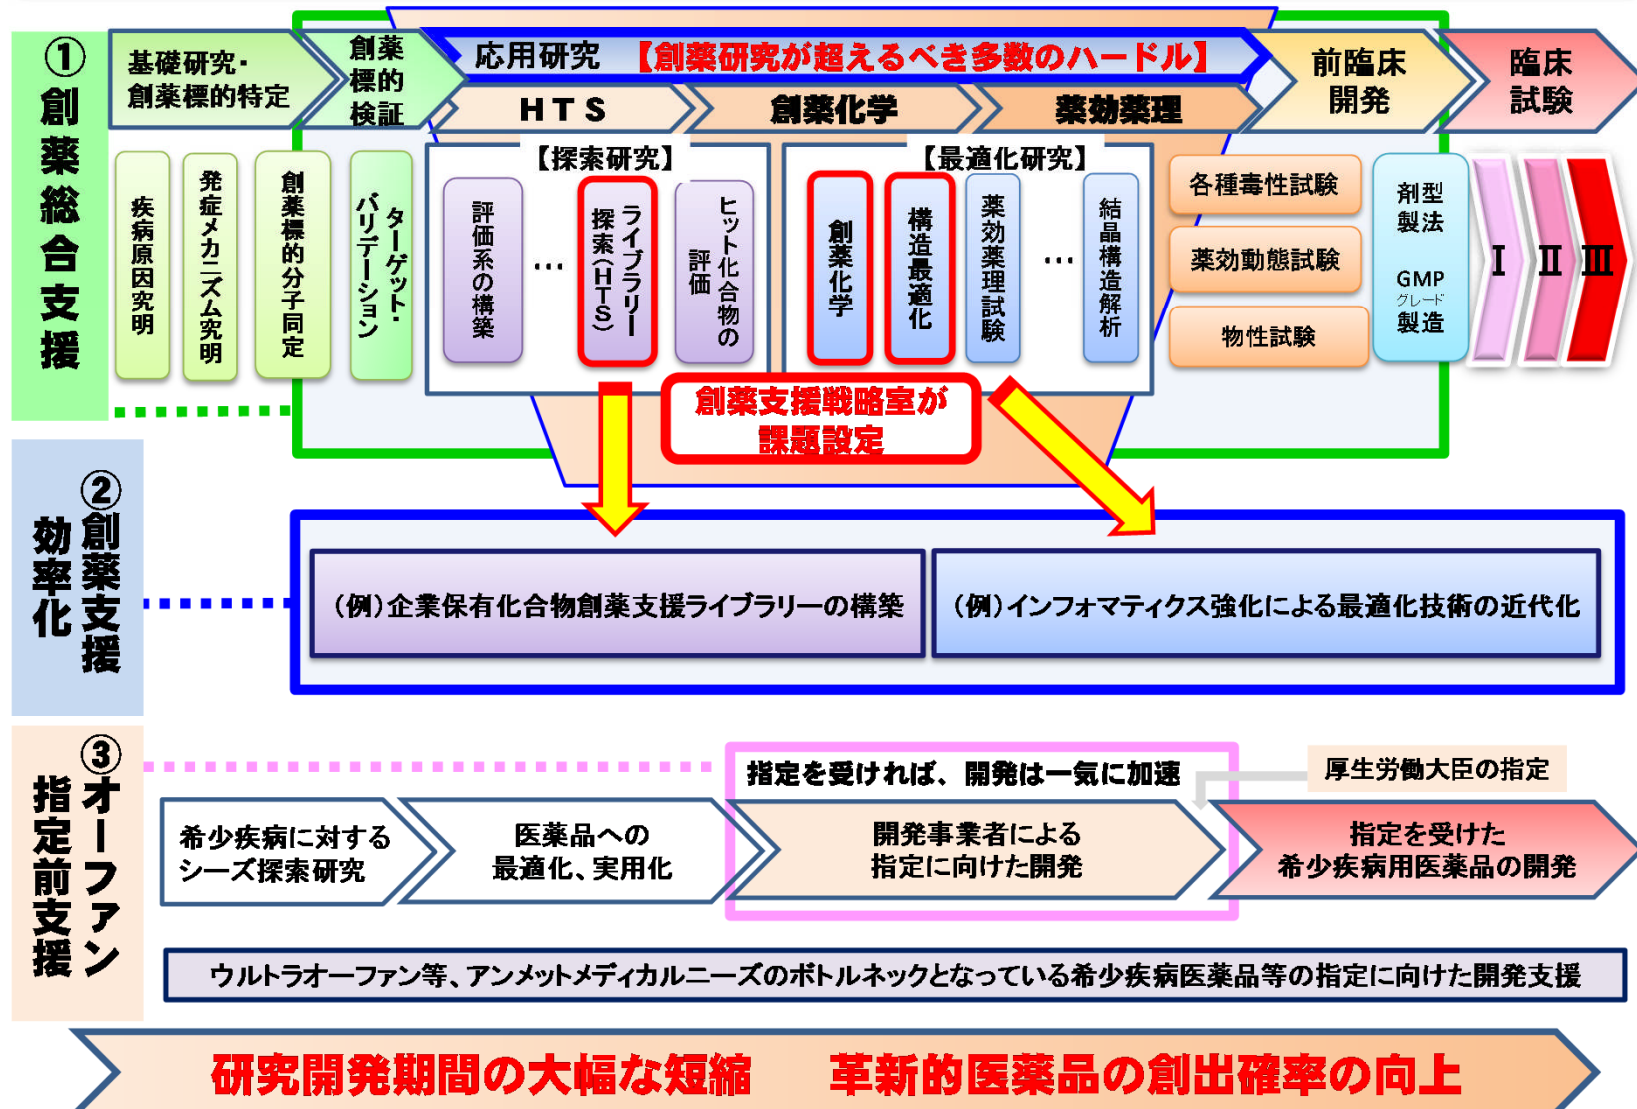 ①創薬総合支援
基礎研究・
創薬標的特定
創薬
標的
検証
応用研究 【創薬研究が超えるべき多数のハードル】
HTS
創薬化学
薬効薬理
前臨床
開発
臨床
試験
疾病原因究明
発症メカニズム究明
創薬標的分子同定
ターゲット・
バリデーション
【探索研究】
評価系の構築
…
ライブラリー
探索(HTS)
ヒット化合物の
評価
【最適化研究】
創薬化学
構造最適化
薬効薬理試験
…
結晶構造解析
各種毒性試験
薬効動態試験
物性試験
剤型
製法
GMP
グレード
製造
Ⅰ
Ⅱ
Ⅲ
創薬支援戦略室が
課題設定
②創薬支援
効率化
(例)企業保有化合物創薬支援ライブラリーの構築
(例)インフォマティクス強化による最適化技術の近代化
③オーファン
指定前支援
指定を受ければ、開発は一気に加速
厚生労働大臣の指定
希少疾病に対する
シーズ探索研究
医薬品への
最適化、実用化
開発事業者による
指定に向けた開発
指定を受けた
希少疾病用医薬品の開発
ウルトラオーファン等、アンメットメディカルニーズのボトルネックとなっている希少疾病医薬品等の指定に向けた開発支援
研究開発期間の大幅な短縮 革新的医薬品の創出確率の向上